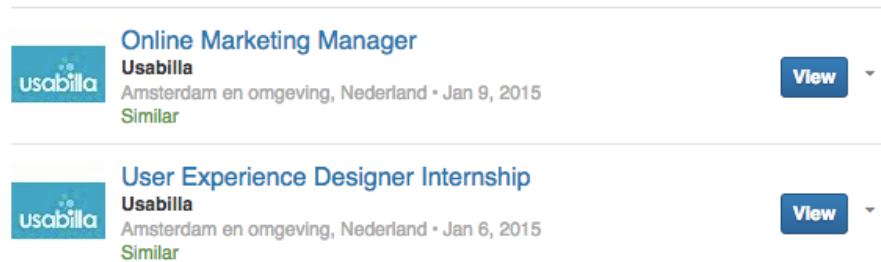 usabilla
Online Marketing Manager
Usabilla
Amsterdam en omgeving, Nederland • Jan 9, 2015
Similar
View
usabilla
User Experience Designer Internship
Usabilla
Amsterdam en omgeving, Nederland • Jan 6, 2015
Similar
View